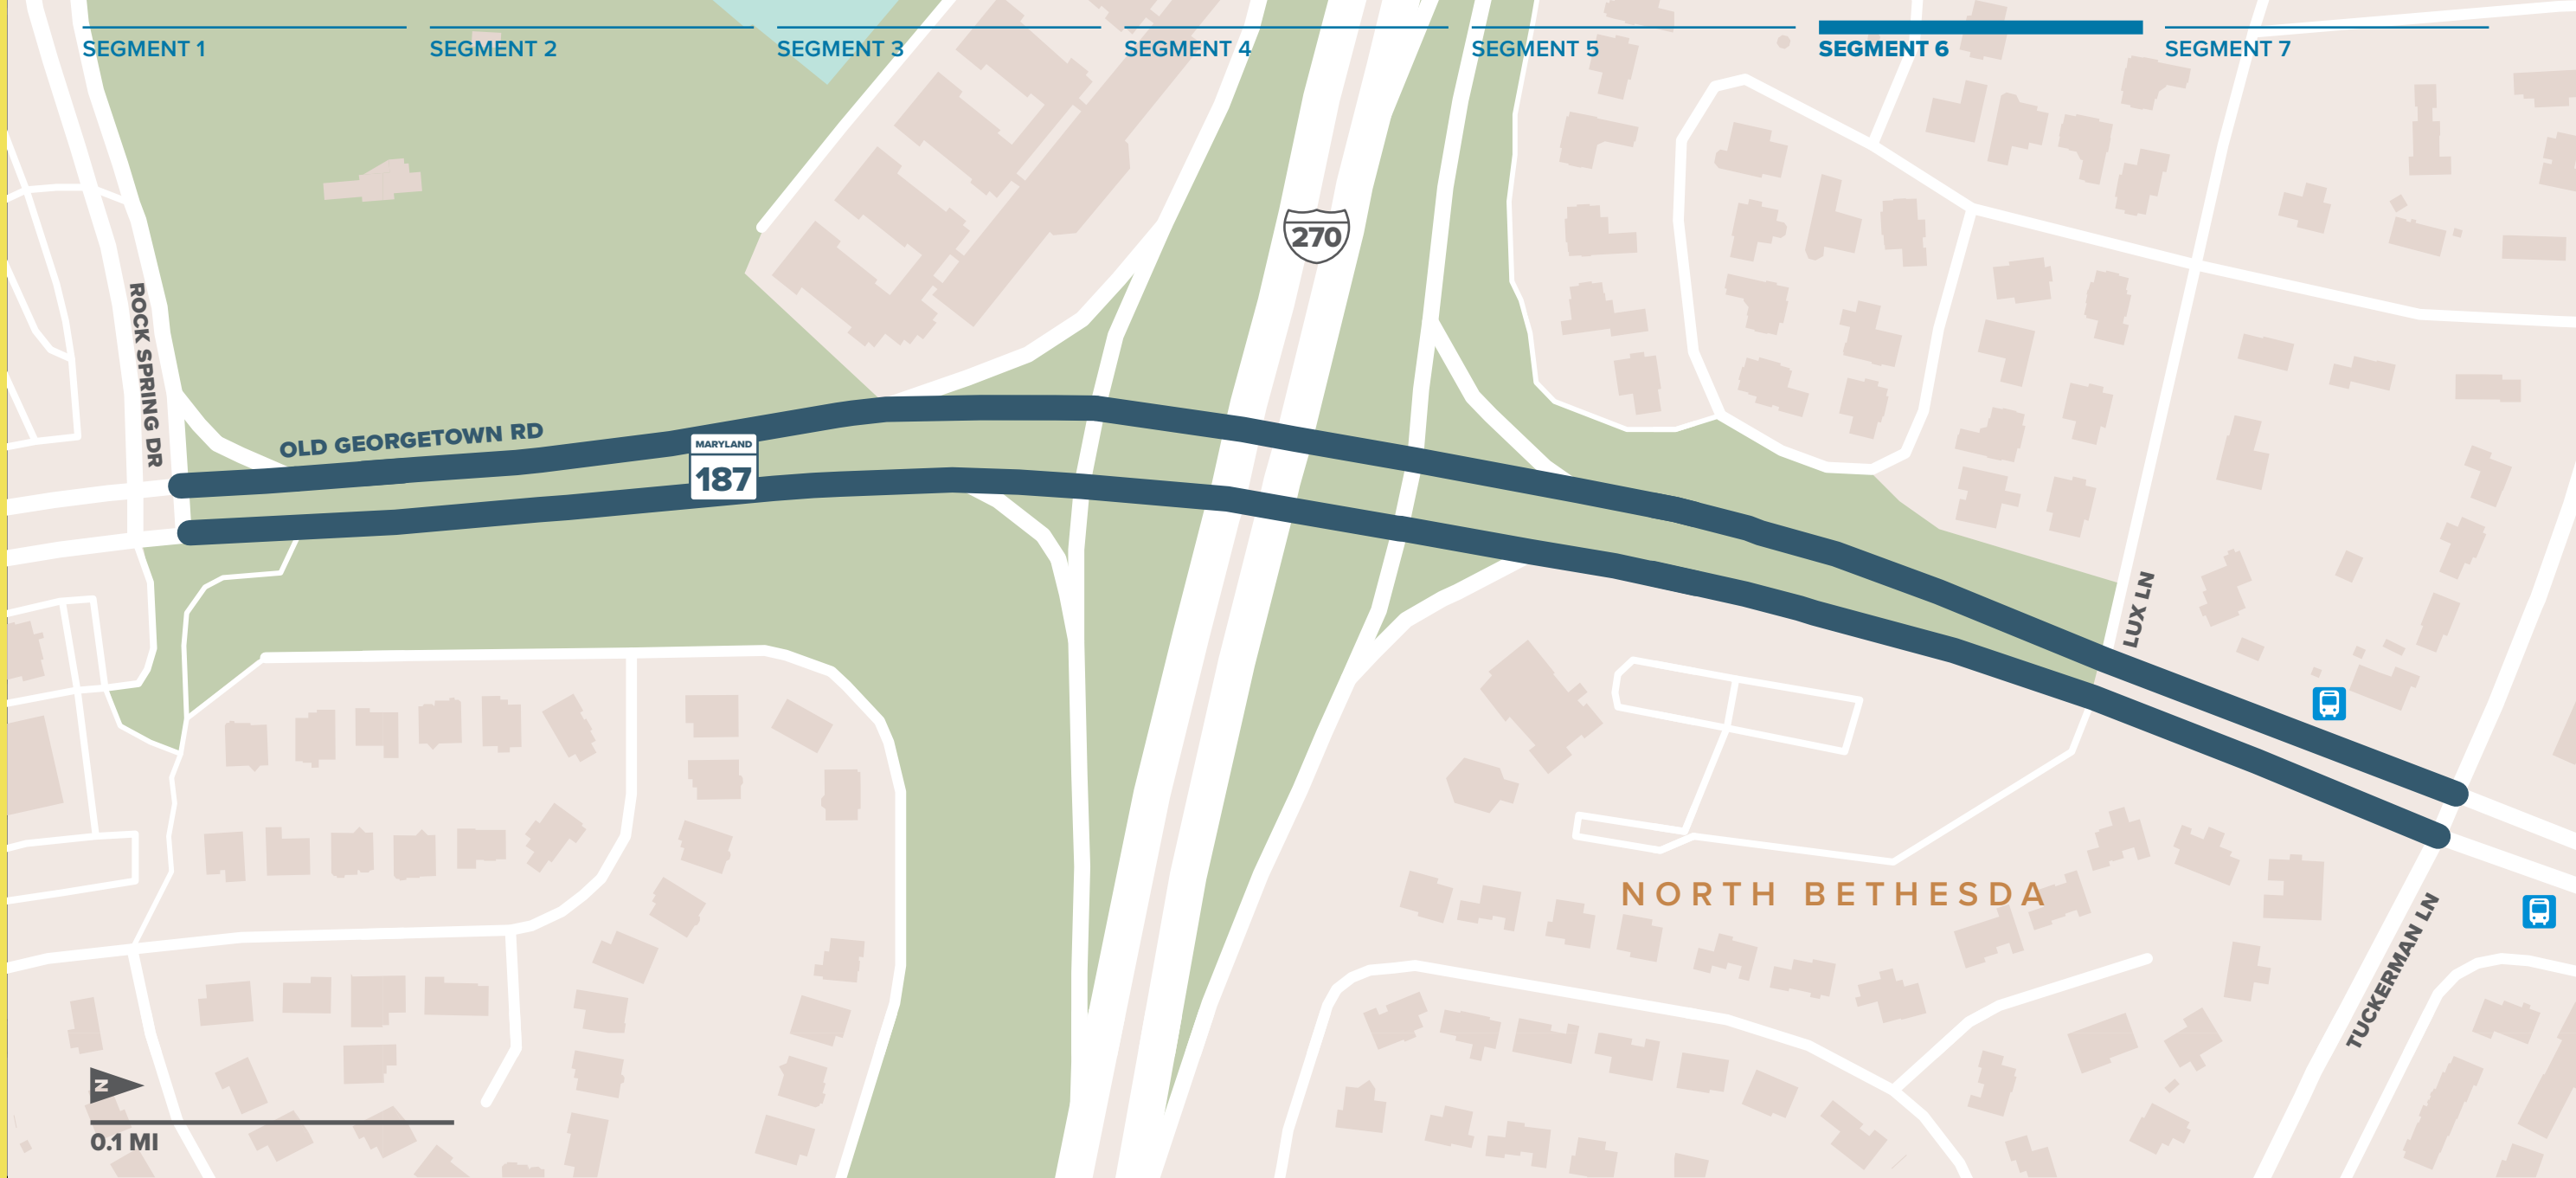 SEGMENT 1
SEGMENT 2
SEGMENT 3
SEGMENT 4
SEGMENT 5
SEGMENT 6
SEGMENT 7
270
ROCK SPRING DR
OLD GEORGETOWN RD
MARYLAND
187
LUX LN
NORTH BETHESDA
TUCKERMAN LN
N
0.1 MI